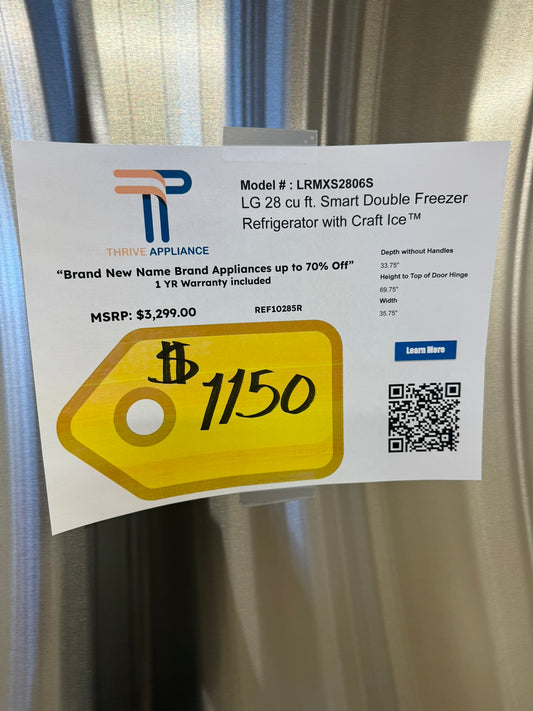 Model # : LRMXS2806S
LG 28 cu ft. Smart Double Freezer
Refrigerator with Craft Ice™
THRIVE APPLIANCE
“Brand New Name Brand Appliances up to 70% Off”
1 YR Warranty included
MSRP: $3,299.00
REF10285R
Depth without Handles
33.75"
Height to Top of Door Hinge
69.75"
Width
35.75"
Learn More
$ 1150